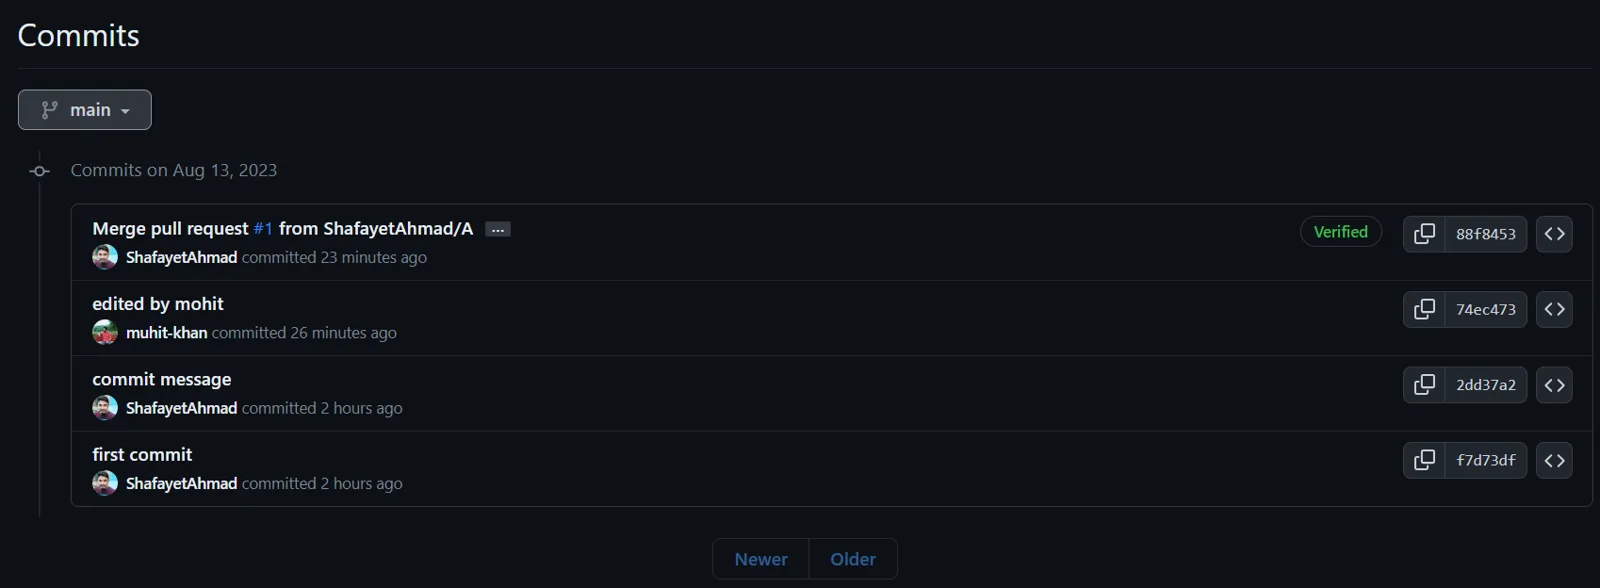 Commits
main
Commits on Aug 13, 2023
Merge pull request #1 from ShafayetAhmad/A ...
Verified
88f8453
ShafayetAhmad committed 23 minutes ago
edited by mohit
74ec473
muhit-khan committed 26 minutes ago
commit message
2dd37a2
ShafayetAhmad committed 2 hours ago
first commit
f7d73df
ShafayetAhmad committed 2 hours ago
Newer
Older